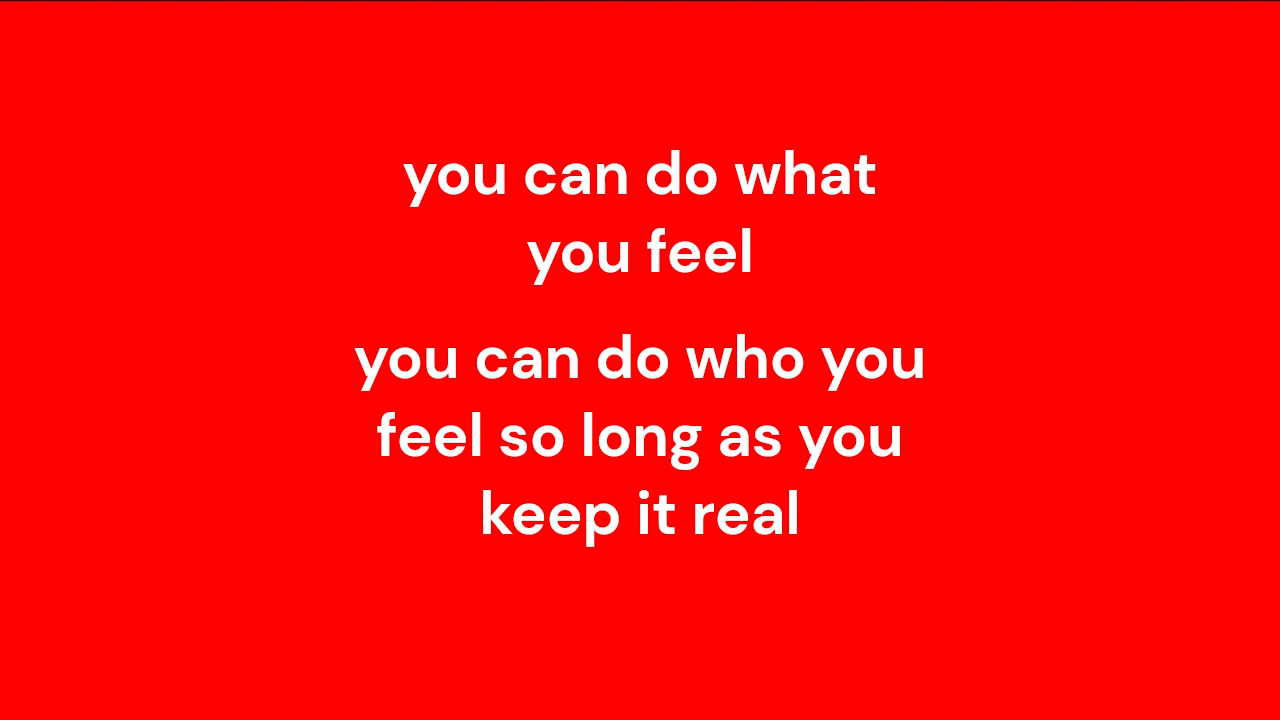 you can do what
you feel
you can do who you
feel so long as you
keep it real